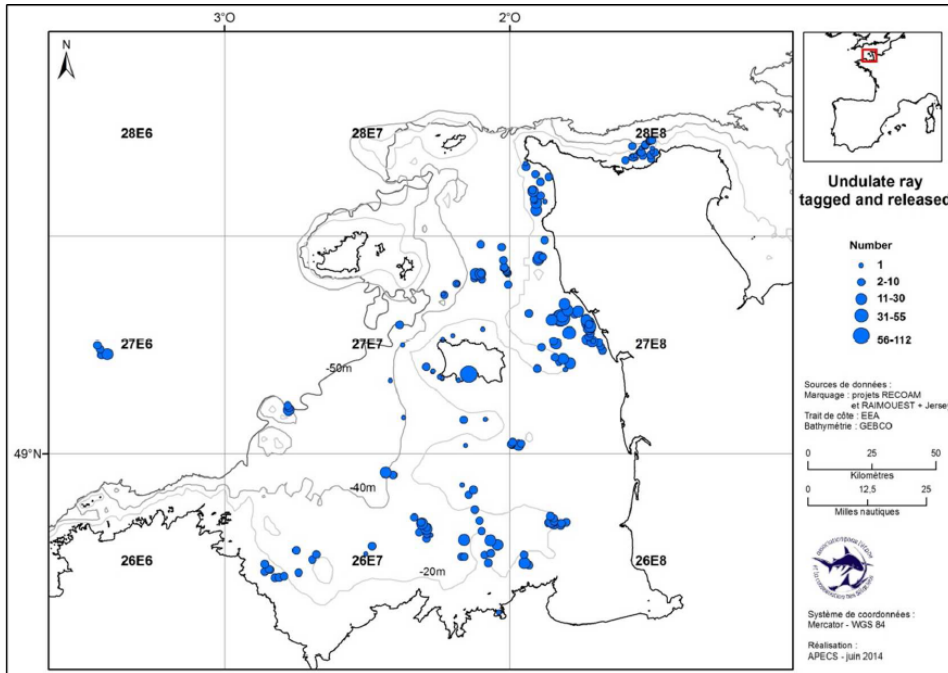 3°O 2°O
N
28E6 28E7 28E8
27E6 27E7 27E8
-50m
49°N
-40m
26E6 26E7 26E8
-20m
Undulate ray
tagged and released
Number
1
2-10
11-30
31-55
56-112
Sources de données :
Marquage : projets RECOAM
et RAIMOUEST + Jersey
Trait de côte : EEA
Bathymétrie : GEBCO
0 25 50
Kilomètres
0 12,5 25
Milles nautiques
Système de coordonnées :
Mercator - WGS 84
Réalisation :
APECS - juin 2014